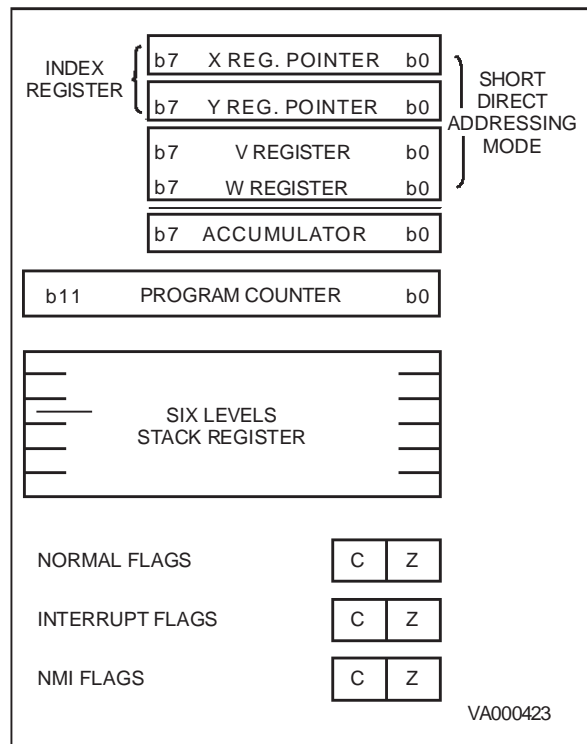 INDEX
REGISTER
b7 X REG. POINTER b0
b7 Y REG. POINTER b0
b7 V REGISTER b0
b7 W REGISTER b0
SHORT
DIRECT
ADDRESSING
MODE
b7 ACCUMULATOR b0
b11 PROGRAM COUNTER b0
SIX LEVELS
STACK REGISTER
NORMAL FLAGS C Z
INTERRUPT FLAGS C Z
NMI FLAGS C Z
VA000423